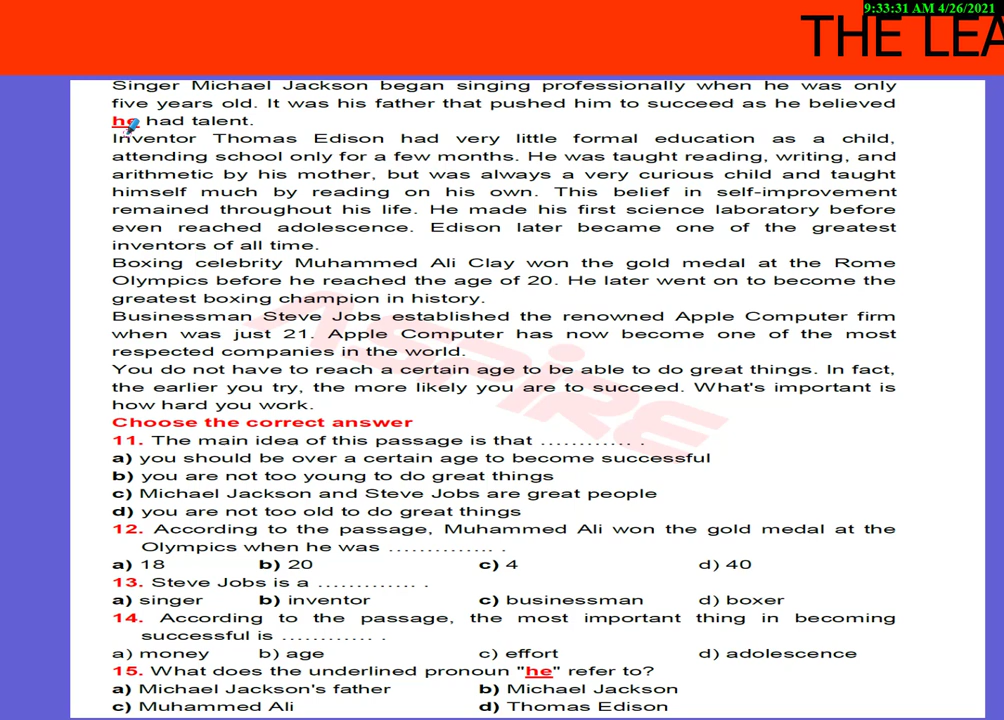 9:33:31 AM 4/26/2021
THE LEA
Singer Michael Jackson began singing professionally when he was only
five years old. It was his father that pushed him to succeed as he believed
he had talent.
Inventor Thomas Edison had very little formal education as a child,
attending school only for a few months. He was taught reading, writing, and
arithmetic by his mother, but was always a very curious child and taught
himself much by reading on his own. This belief in self-improvement
remained throughout his life. He made his first science laboratory before
even reached adolescence. Edison later became one of the greatest
inventors of all time.
Boxing celebrity Muhammed Ali Clay won the gold medal at the Rome
Olympics before he reached the age of 20. He later went on to become the
greatest boxing champion in history.
Businessman Steve Jobs established the renowned Apple Computer firm
when was just 21. Apple Computer has now become one of the most
respected companies in the world.
You do not have to reach a certain age to be able to do great things. In fact,
the earlier you try, the more likely you are to succeed. What's important is
how hard you work.
ASPIRE
Choose the correct answer
11. The main idea of this passage is that ............. .
a) you should be over a certain age to become successful
b) you are not too young to do great things
c) Michael Jackson and Steve Jobs are great people
d) you are not too old to do great things
12. According to the passage, Muhammed Ali won the gold medal at the
Olympics when he was ............... .
a) 18 b) 20 c) 4 d) 40
13. Steve Jobs is a .............. .
a) singer b) inventor c) businessman d) boxer
14. According to the passage, the most important thing in becoming
successful is ............. .
a) money b) age c) effort d) adolescence
15. What does the underlined pronoun "he" refer to?
a) Michael Jackson's father b) Michael Jackson
c) Muhammed Ali d) Thomas Edison